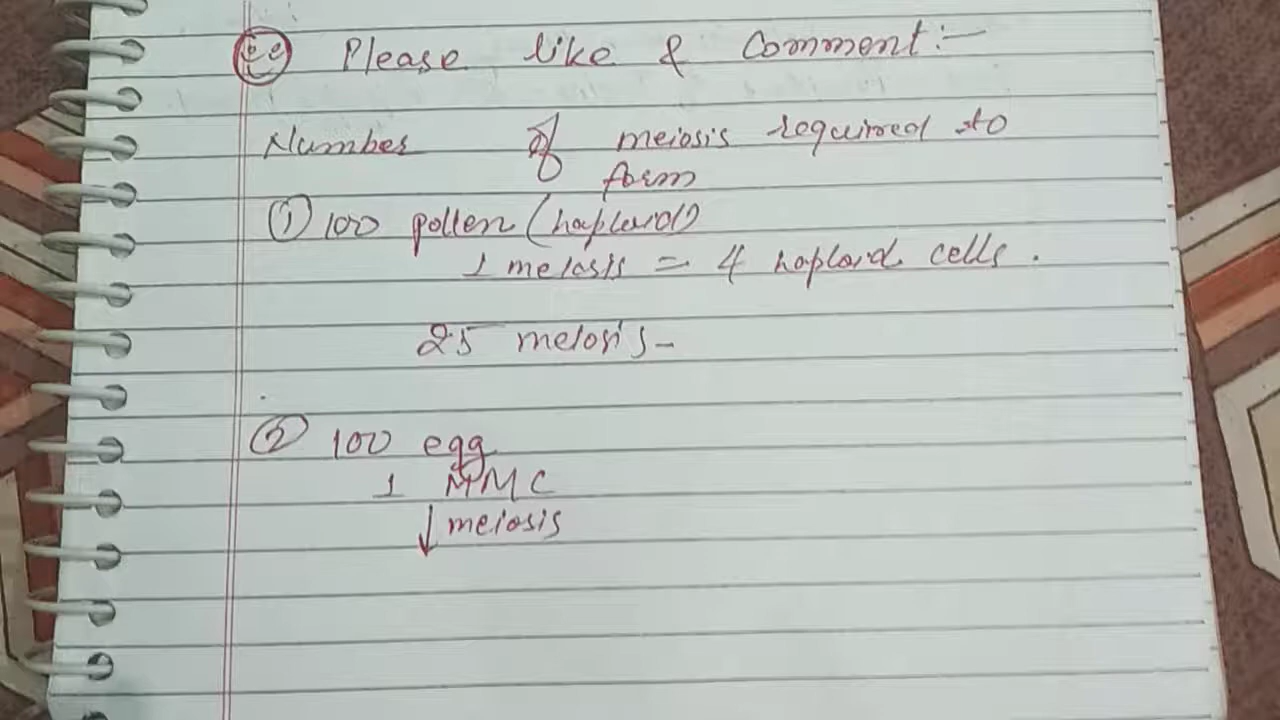 Please like & Comment:-
Number of meiosis required to
form
① 100 pollen (haploid)
1 meiosis = 4 haploid cells.
25 meiosis-
② 100 egg
1 MMC
↓ meiosis